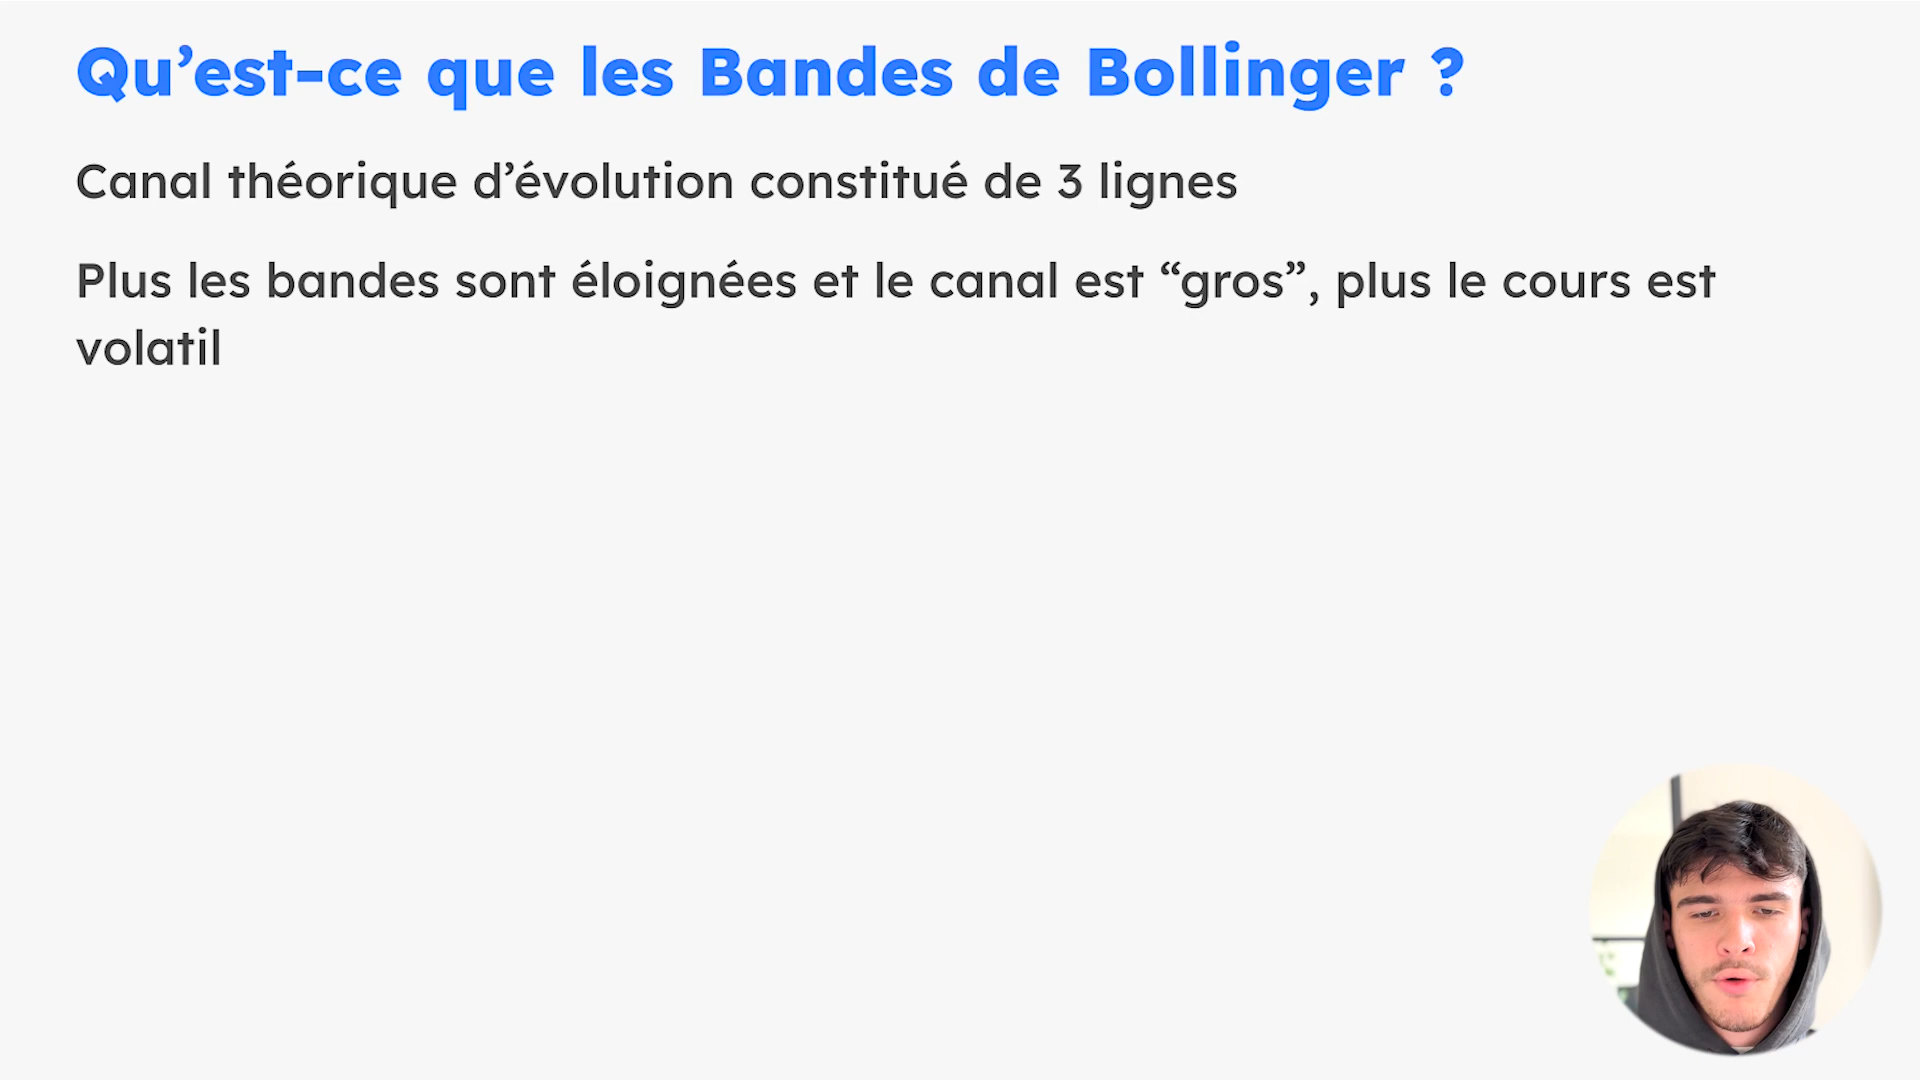 Qu’est-ce que les Bandes de Bollinger ?
Canal théorique d’évolution constitué de 3 lignes
Plus les bandes sont éloignées et le canal est “gros”, plus le cours est
volatil